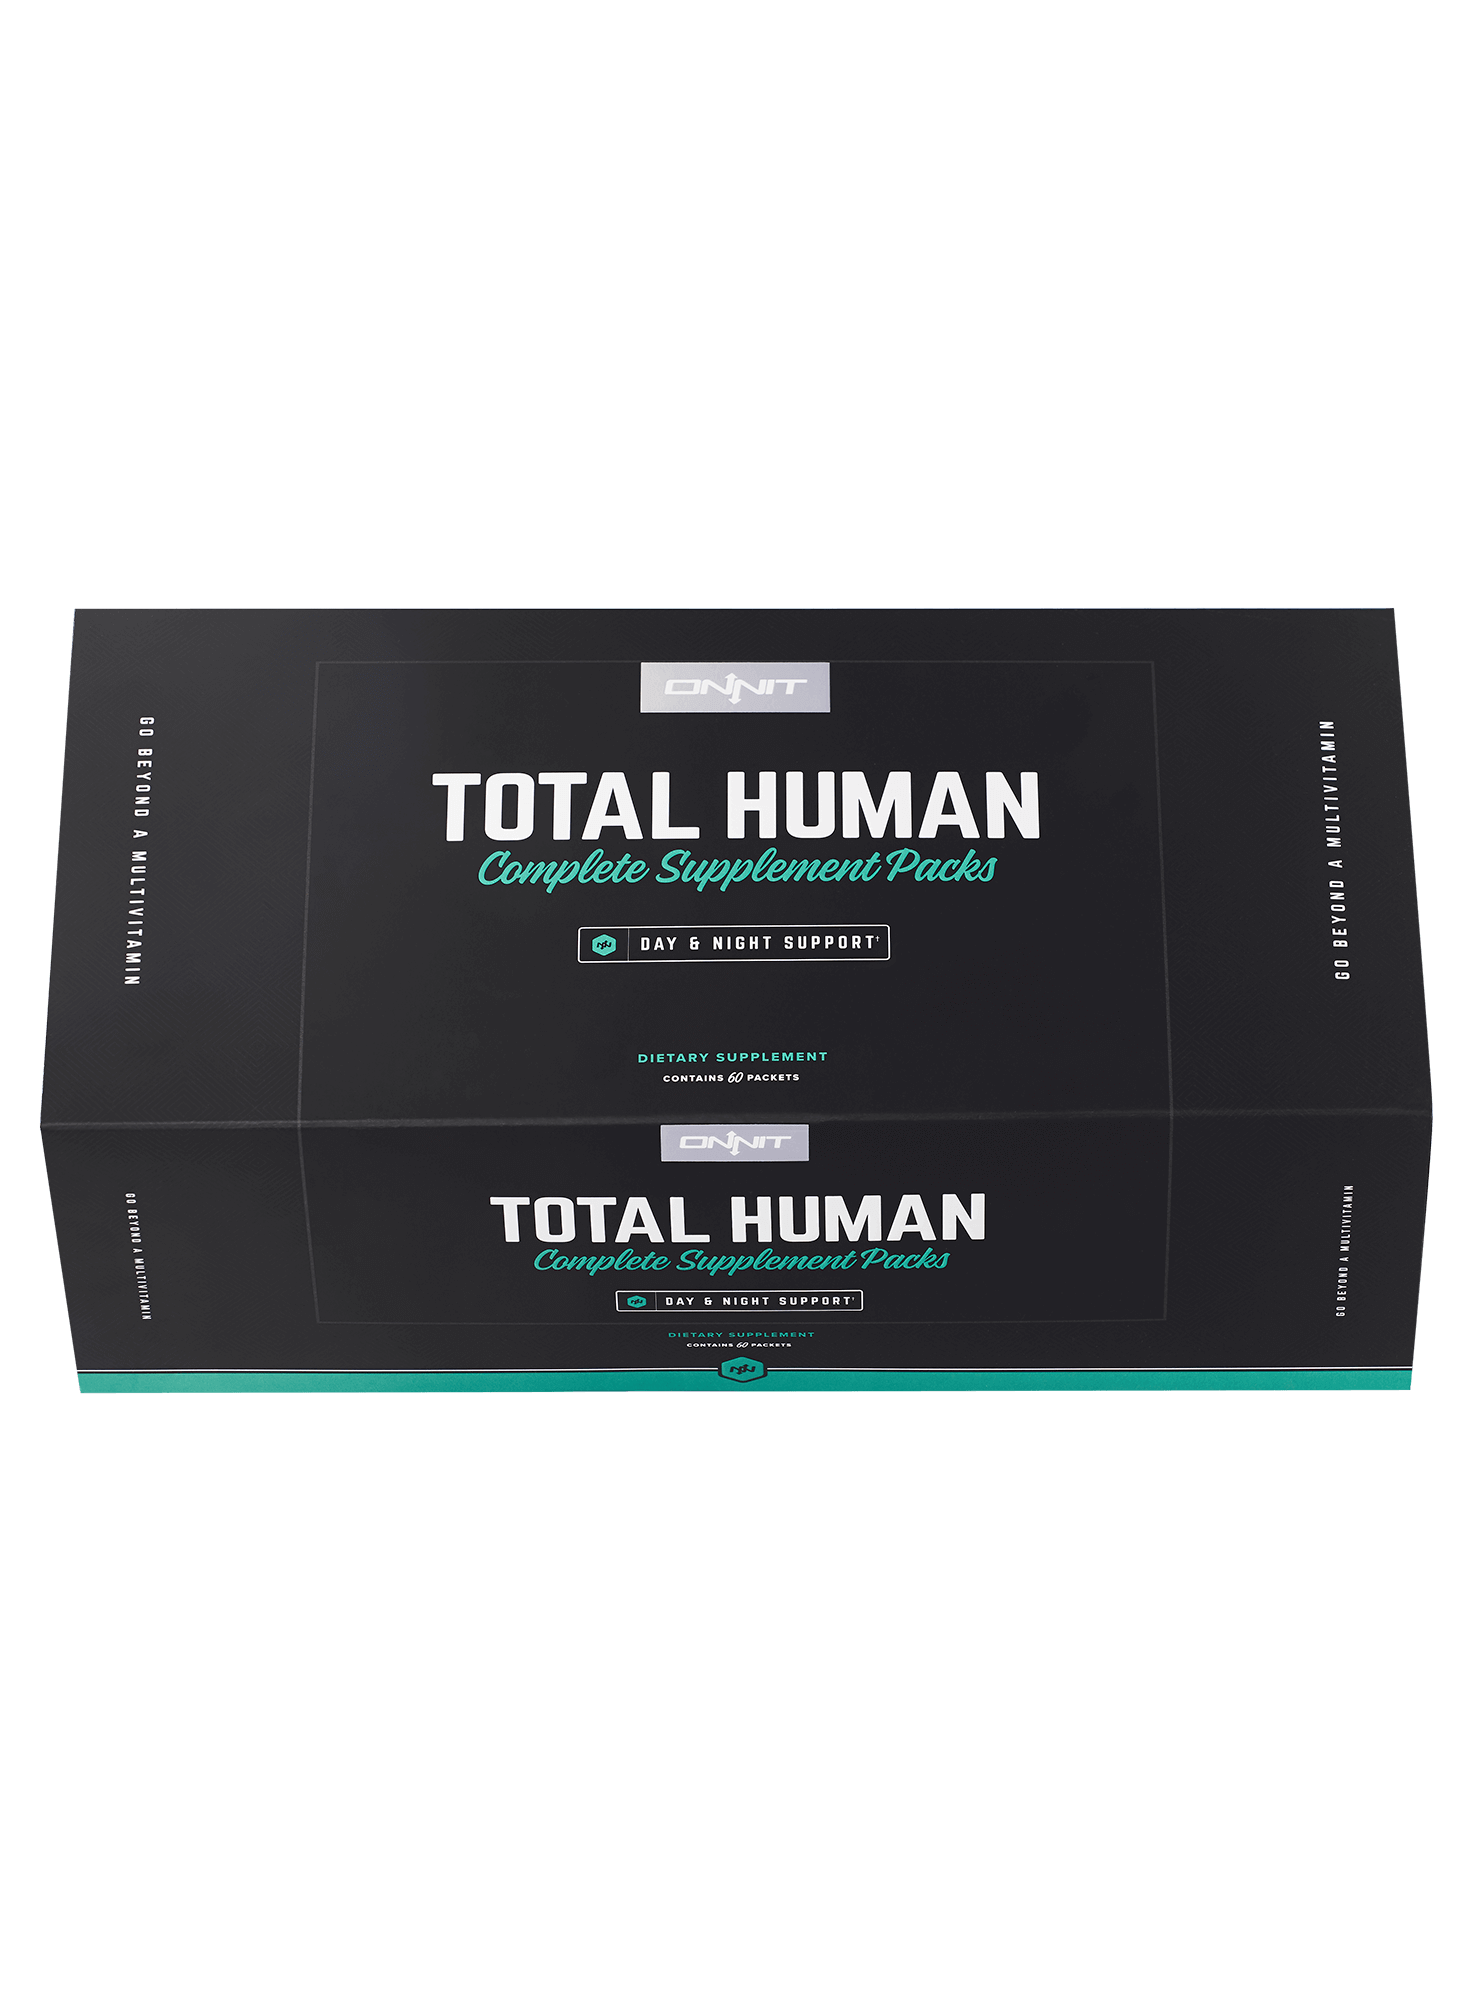 ONNIT
TOTAL HUMAN
Complete Supplement Packs
DAY & NIGHT SUPPORT†
DIETARY SUPPLEMENT
CONTAINS 60 PACKETS
GO BEYOND A MULTIVITAMIN
GO BEYOND A MULTIVITAMIN
ONNIT
TOTAL HUMAN
Complete Supplement Packs
DAY & NIGHT SUPPORT†
DIETARY SUPPLEMENT
CONTAINS 60 PACKETS
GO BEYOND A MULTIVITAMIN
GO BEYOND A MULTIVITAMIN